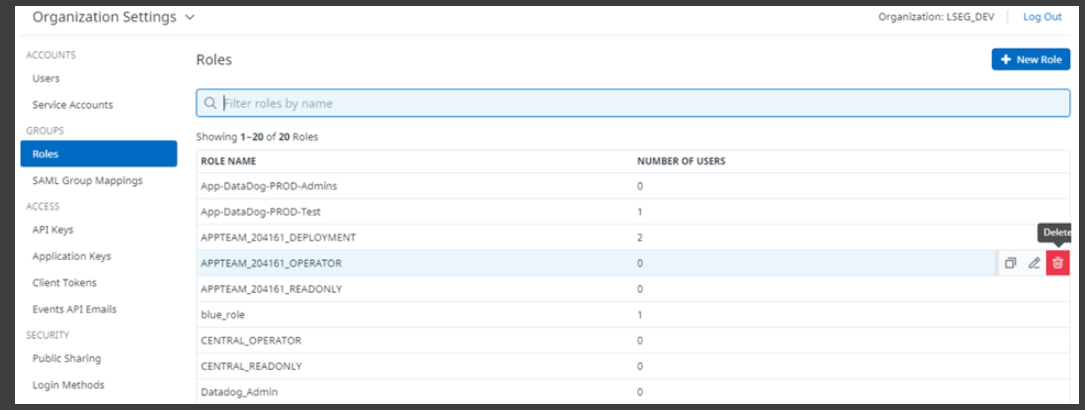 Organization Settings
Organization: LSEG_DEV
Log Out
ACCOUNTS
Users
Service Accounts
GROUPS
Roles
SAML Group Mappings
ACCESS
API Keys
Application Keys
Client Tokens
Events API Emails
SECURITY
Public Sharing
Login Methods
Roles
+ New Role
Filter roles by name
Showing 1-20 of 20 Roles
ROLE NAME NUMBER OF USERS
App-DataDog-PROD-Admins 0
App-DataDog-PROD-Test 1
APPTEAM_204161_DEPLOYMENT 2
Delete
APPTEAM_204161_OPERATOR 0
APPTEAM_204161_READONLY 0
blue_role 1
CENTRAL_OPERATOR 0
CENTRAL_READONLY 0
Datadog_Admin 0